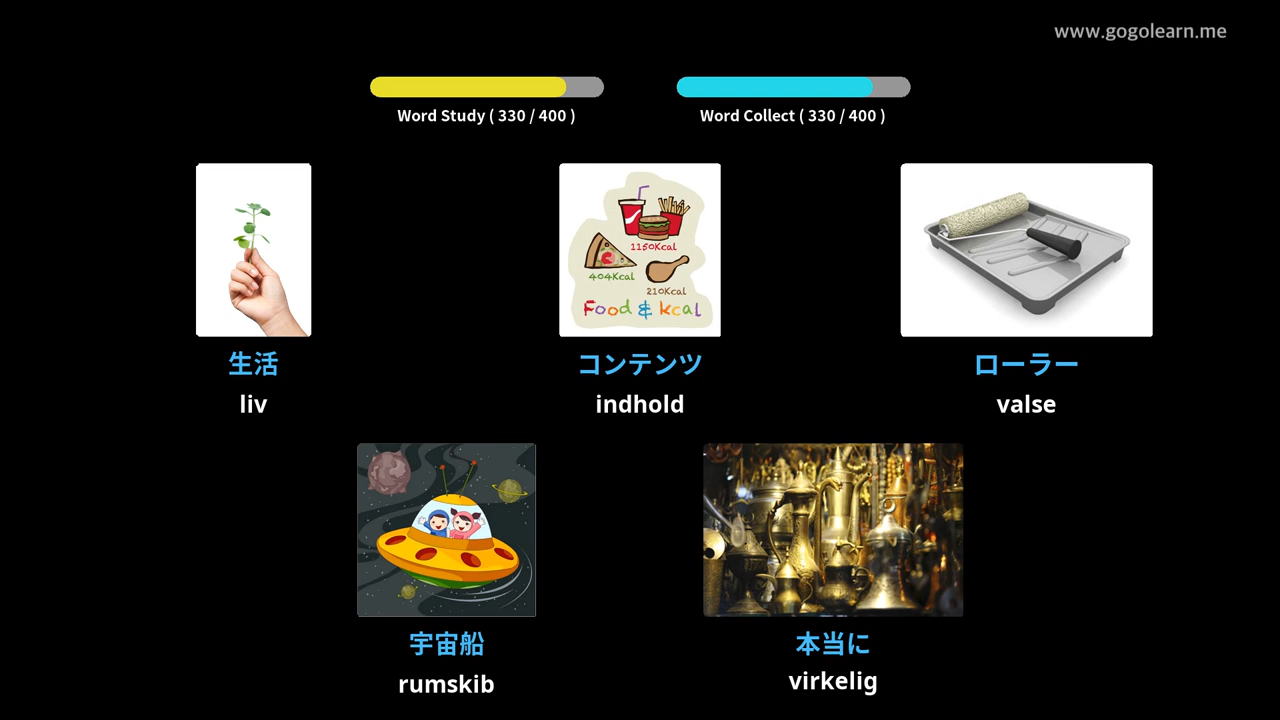 www.gogolearn.me
Word Study ( 330 / 400 )
Word Collect ( 330 / 400 )
1150Kcal
404Kcal
210Kcal
Food & kcal
生活
liv
コンテンツ
indhold
ローラー
valse
宇宙船
rumskib
本当に
virkelig